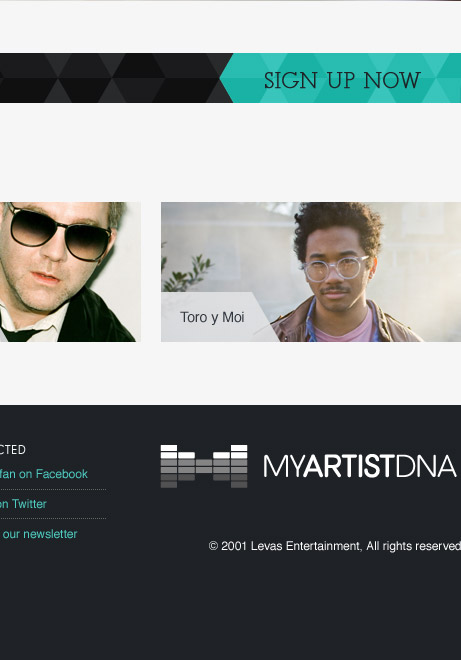 SIGN UP NOW
Toro y Moi
CTED
fan on Facebook
on Twitter
our newsletter
MYARTISTDNA
© 2001 Levas Entertainment, All rights reserved